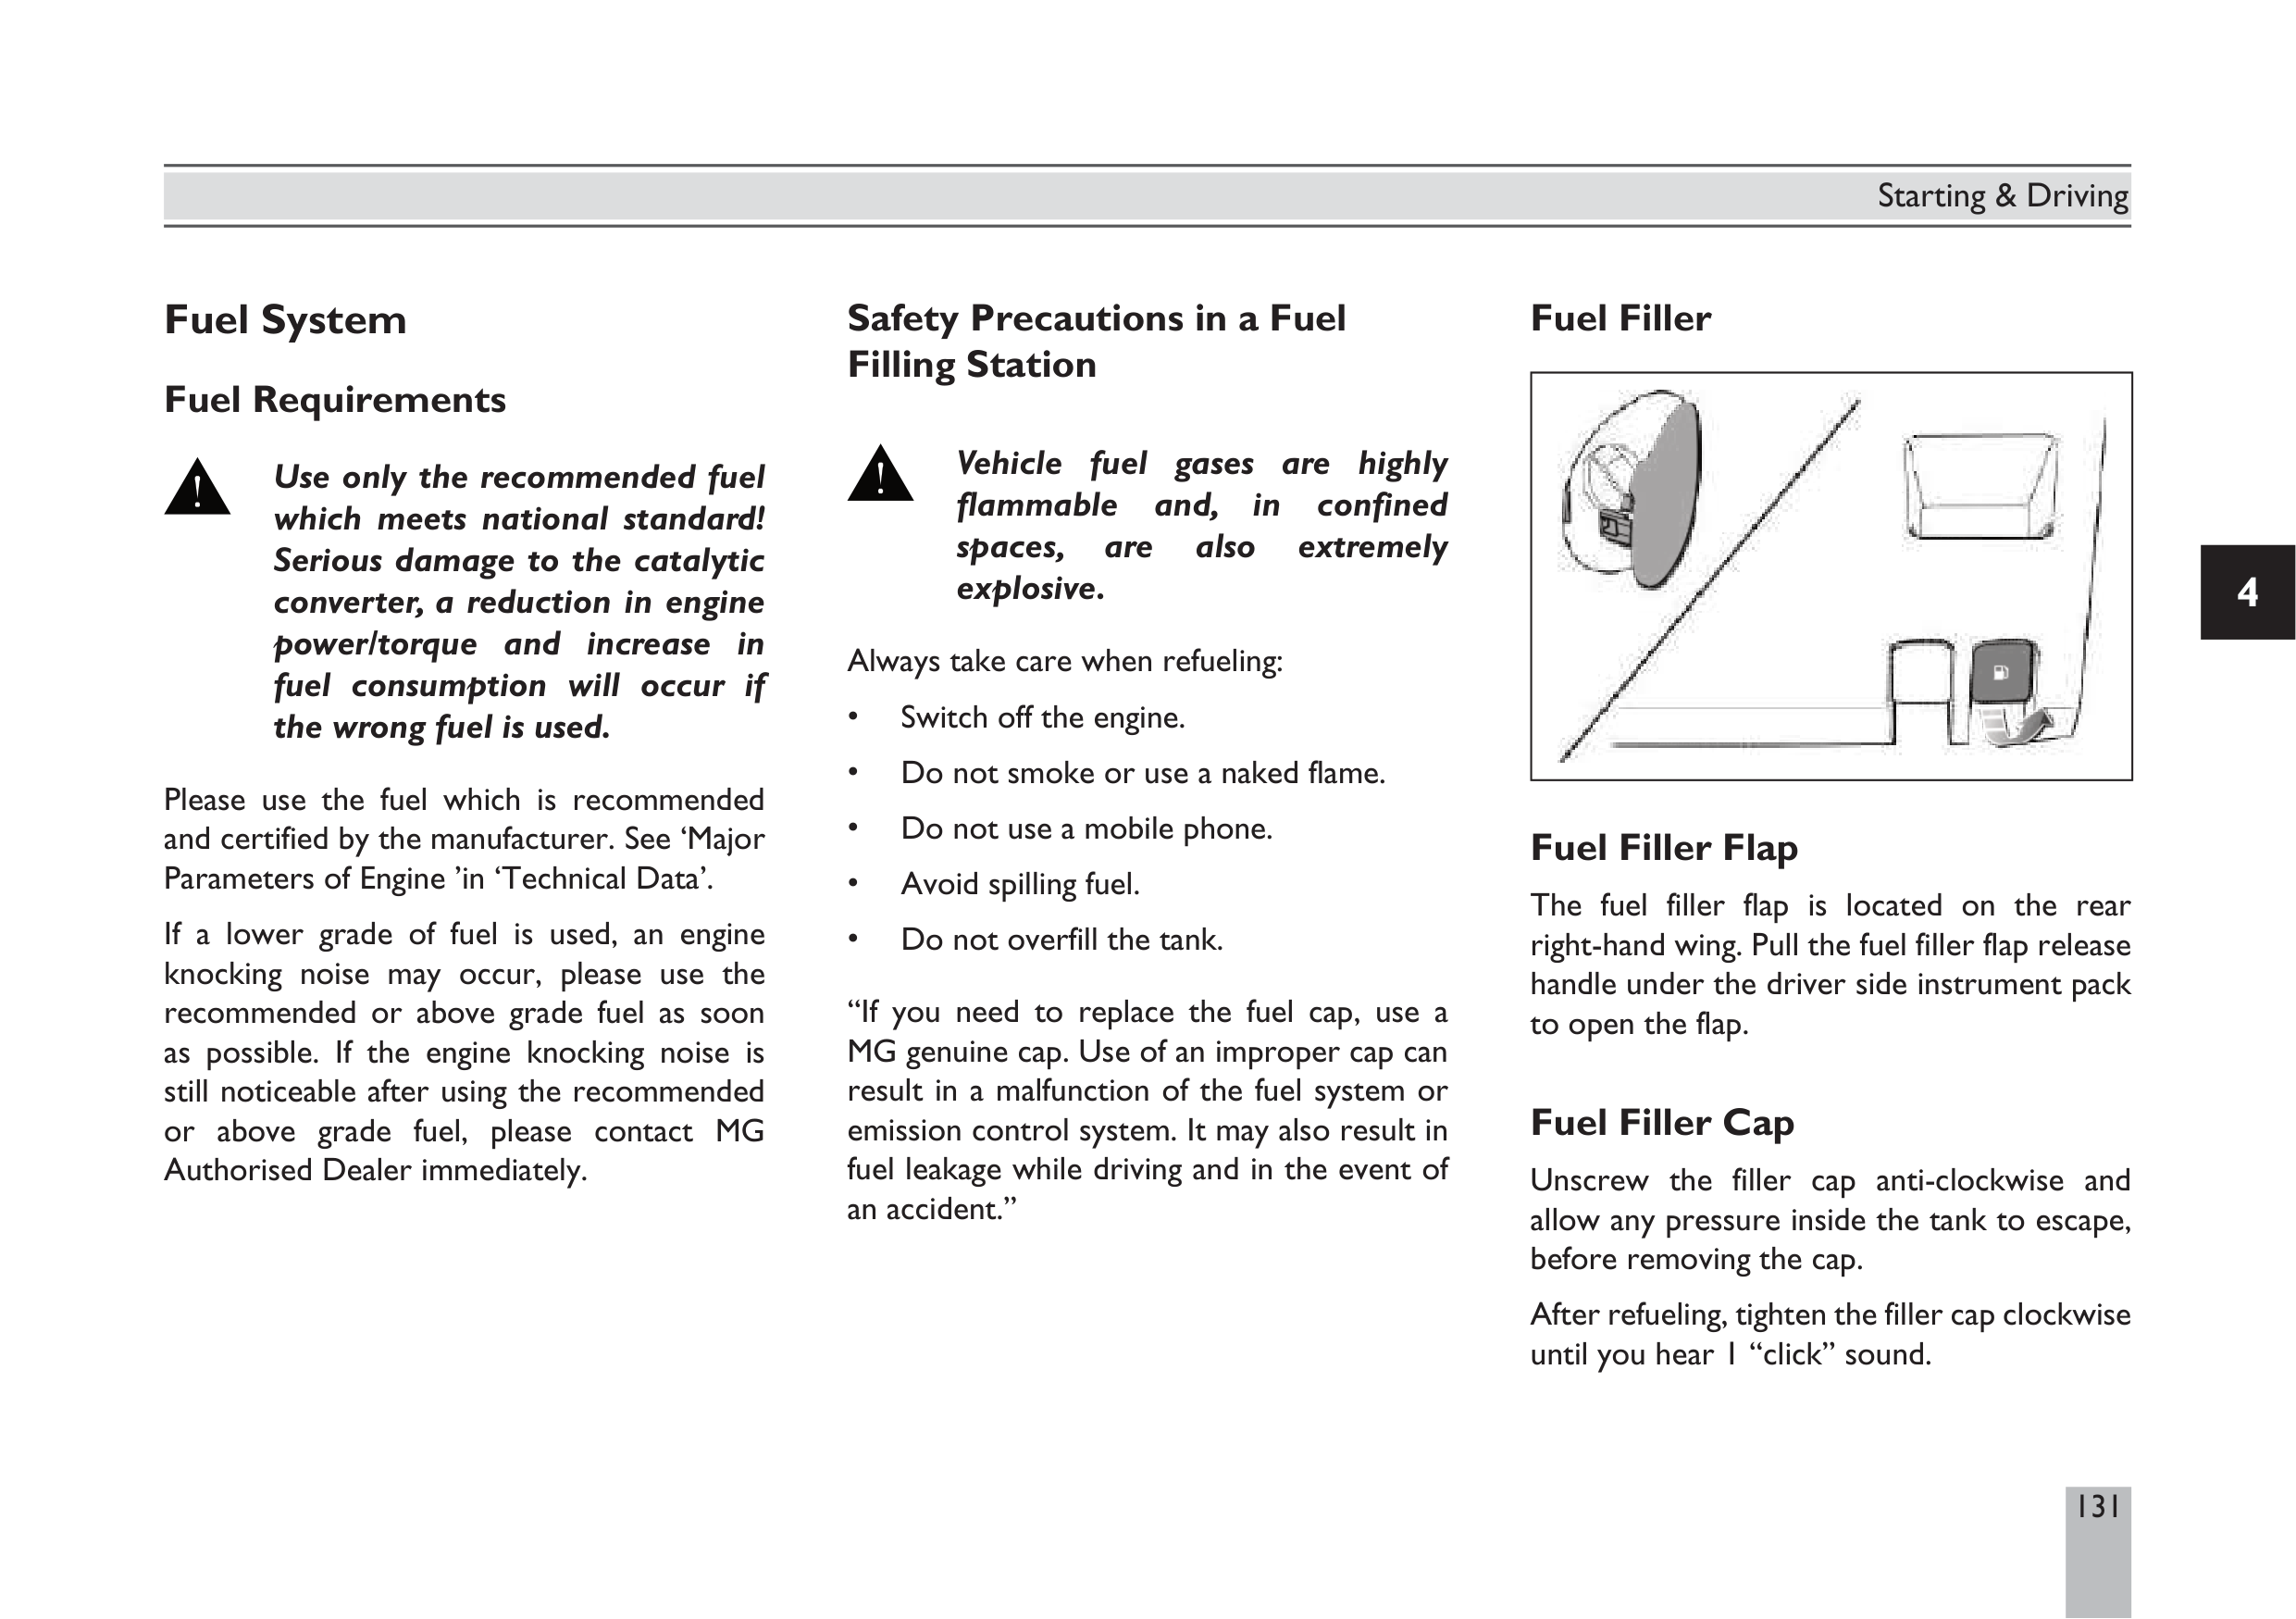 Starting & Driving
Fuel System
Fuel Requirements
Use only the recommended fuel
which meets national standard!
Serious damage to the catalytic
converter, a reduction in engine
power/torque and increase in
fuel consumption will occur if
the wrong fuel is used.
Please use the fuel which is recommended
and certified by the manufacturer. See ‘Major
Parameters of Engine ’in ‘Technical Data’.
If a lower grade of fuel is used, an engine
knocking noise may occur, please use the
recommended or above grade fuel as soon
as possible. If the engine knocking noise is
still noticeable after using the recommended
or above grade fuel, please contact MG
Authorised Dealer immediately.
Safety Precautions in a Fuel
Filling Station
Vehicle fuel gases are highly
flammable and, in confined
spaces, are also extremely
explosive.
Always take care when refueling:
• Switch off the engine.
• Do not smoke or use a naked flame.
• Do not use a mobile phone.
• Avoid spilling fuel.
• Do not overfill the tank.
“If you need to replace the fuel cap, use a
MG genuine cap. Use of an improper cap can
result in a malfunction of the fuel system or
emission control system. It may also result in
fuel leakage while driving and in the event of
an accident.”
Fuel Filler
Fuel Filler Flap
The fuel filler flap is located on the rear
right-hand wing. Pull the fuel filler flap release
handle under the driver side instrument pack
to open the flap.
Fuel Filler Cap
Unscrew the filler cap anti-clockwise and
allow any pressure inside the tank to escape,
before removing the cap.
After refueling, tighten the filler cap clockwise
until you hear 1 “click” sound.
4
131